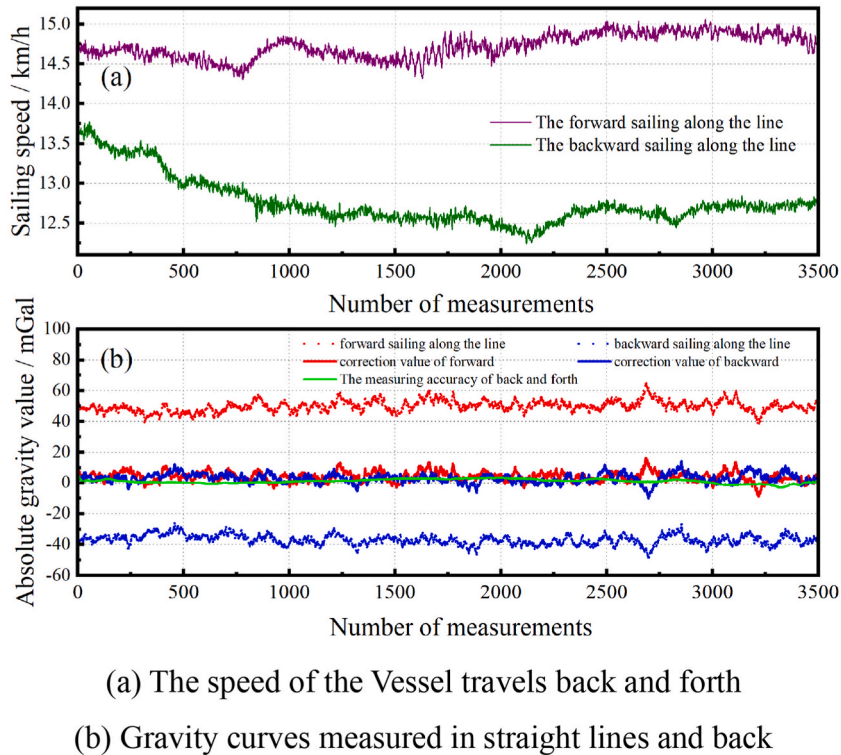 15.0
14.5
14.0
13.5
13.0
12.5
Sailing speed / km/h
(a)
The forward sailing along the line
The backward sailing along the line
0 500 1000 1500 2000 2500 3000 3500
Number of measurements
100
80
60
40
20
0
-20
-40
-60
Absolute gravity value / mGal
(b)
forward sailing along the line backward sailing along the line
correction value of forward correction value of backward
The measuring accuracy of back and forth
0 500 1000 1500 2000 2500 3000 3500
Number of measurements
(a) The speed of the Vessel travels back and forth
(b) Gravity curves measured in straight lines and back